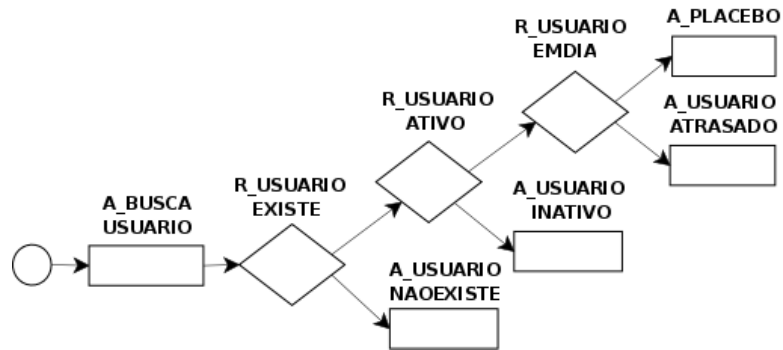 A_BUSCA
USUARIO
R_USUARIO
EXISTE
A_USUARIO
NAOEXISTE
R_USUARIO
ATIVO
A_USUARIO
INATIVO
R_USUARIO
EMDIA
A_PLACEBO
A_USUARIO
ATRASADO